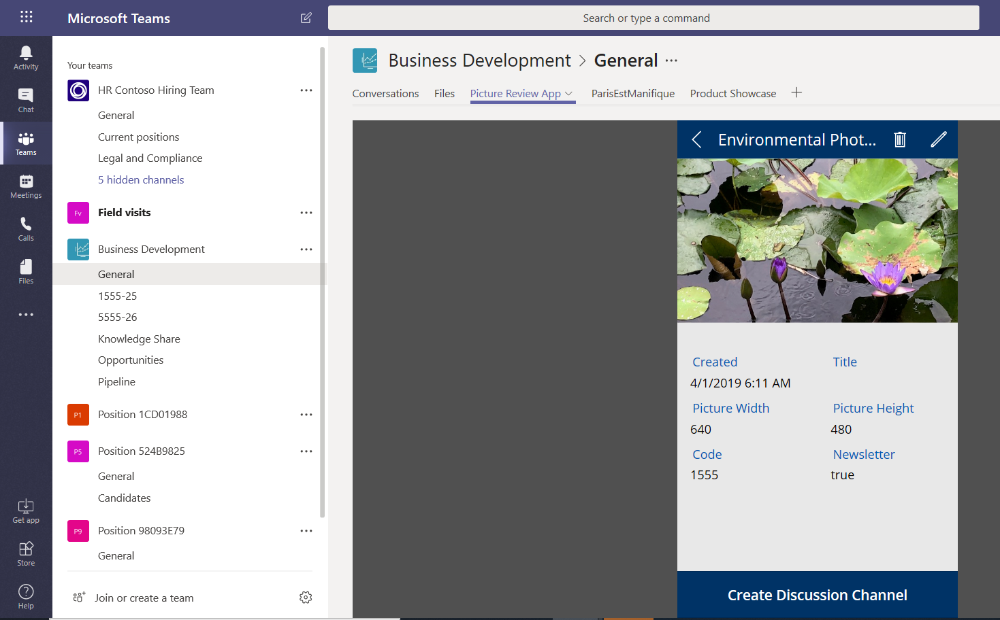 Microsoft Teams
Search or type a command
Activity
Chat
Teams
Meetings
Calls
Files
Get app
Store
Help
Your teams
HR Contoso Hiring Team
General
Current positions
Legal and Compliance
5 hidden channels
Fv
Field visits
Business Development
General
1555-25
5555-26
Knowledge Share
Opportunities
Pipeline
P1
Position 1CD01988
P5
Position 524B9825
General
Candidates
P9
Position 98093E79
General
Join or create a team
Business Development > General ...
Conversations Files Picture Review App ParisEstManifique Product Showcase +
Environmental Phot...
Created Title
4/1/2019 6:11 AM
Picture Width Picture Height
640 480
Code Newsletter
1555 true
Create Discussion Channel